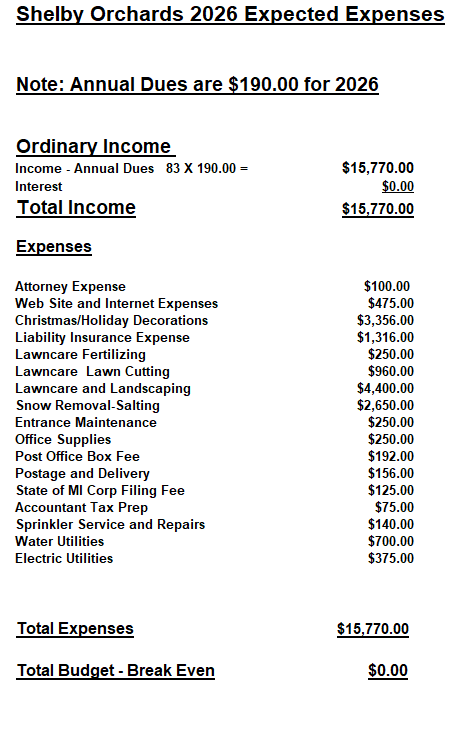 Shelby Orchards 2026 Expected Expenses
Note: Annual Dues are $190.00 for 2026
Ordinary Income
Income - Annual Dues 83 X 190.00 = $15,770.00
Interest $0.00
Total Income $15,770.00
Expenses
Attorney Expense $100.00
Web Site and Internet Expenses $475.00
Christmas/Holiday Decorations $3,356.00
Liability Insurance Expense $1,316.00
Lawncare Fertilizing $250.00
Lawncare Lawn Cutting $960.00
Lawncare and Landscaping $4,400.00
Snow Removal-Salting $2,650.00
Entrance Maintenance $250.00
Office Supplies $250.00
Post Office Box Fee $192.00
Postage and Delivery $156.00
State of MI Corp Filing Fee $125.00
Accountant Tax Prep $75.00
Sprinkler Service and Repairs $140.00
Water Utilities $700.00
Electric Utilities $375.00
Total Expenses $15,770.00
Total Budget - Break Even $0.00